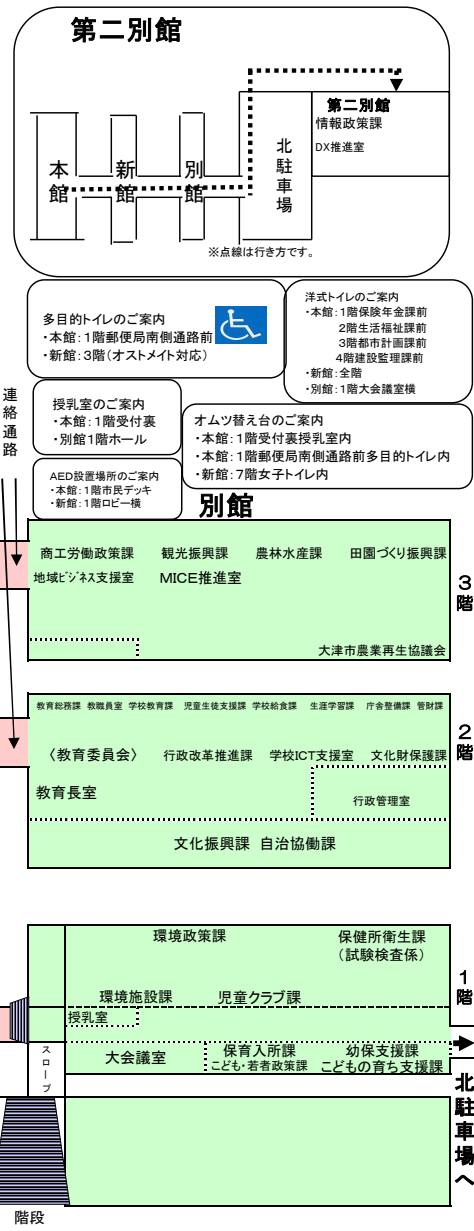 第二別館
第二別館
情報政策課
DX推進室
本館
新館
別館
北駐車場
※点線は行き方です。
多目的トイレのご案内
・本館：１階郵便局南側通路前
・新館：３階（オストメイト対応）
洋式トイレのご案内
・本館：１階保険年金課前
２階生活福祉課前
３階都市計画課前
４階建設監理課前
・新館：全階
・別館：１階大会議室横
連絡通路
授乳室のご案内
・本館：１階受付裏
・別館１階ホール
オムツ替え台のご案内
・本館：１階受付裏授乳室内
・本館：１階郵便局南側通路前多目的トイレ内
・新館：７階女子トイレ内
AED設置場所のご案内
・本館：１階市民デッキ
・新館：１階ロビー横
別館
商工労働政策課 観光振興課 農林水産課 田園づくり振興課
地域ﾋﾞｼﾞﾈｽ支援室 MICE推進室
３階
大津市農業再生協議会
教育総務課 教職員室 学校教育課 児童生徒支援課 学校給食課 生涯学習課 庁舎整備課 管財課
２階
〈教育委員会〉 行政改革推進課 学校ICT支援室 文化財保護課
教育長室
行政管理室
文化振興課 自治協働課
環境政策課 保健所衛生課
（試験検査係）
１階
環境施設課 児童クラブ課
授乳室
スロープ
大会議室 保育入所課 幼保支援課
こども・若者政策課 こどもの育ち支援課
北駐車場へ
階段